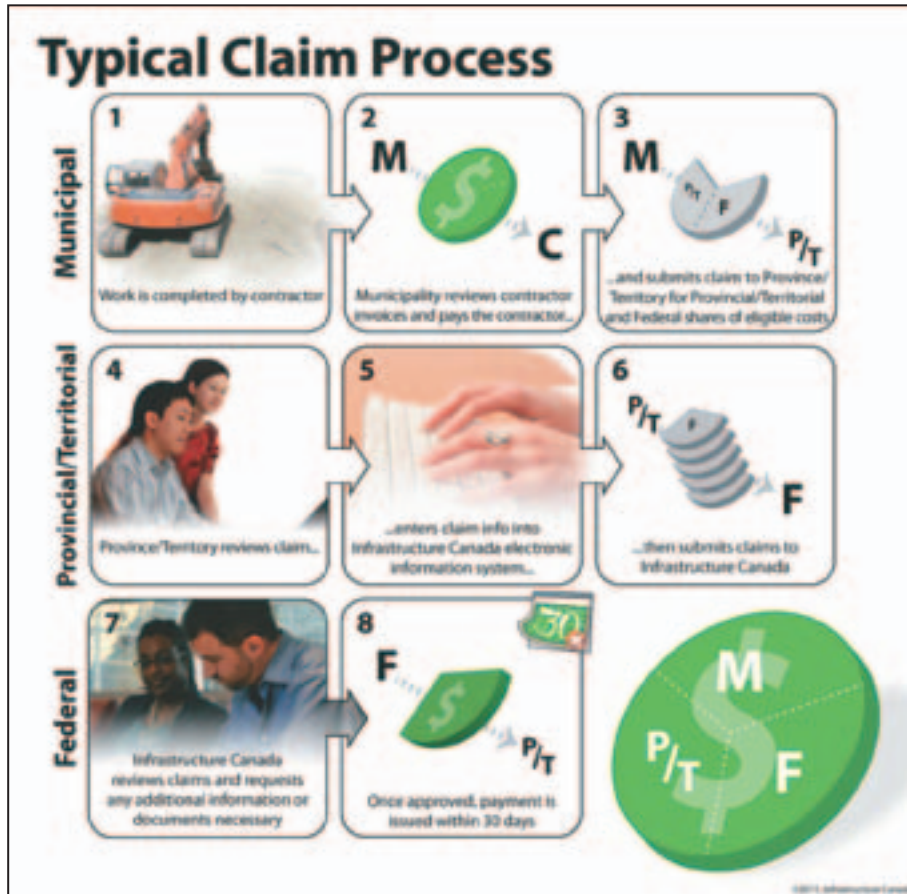 Typical Claim Process
Municipal
1
Work is completed by contractor
2
M
C
Municipality reviews contractor
invoices and pays the contractor...
3
M
P/T
F
P/T
...and submits claim to Province/
Territory for Provincial/Territorial
and Federal shares of eligible costs
Provincial/Territorial
4
Province/Territory reviews claim...
5
...enters claim info into
Infrastructure Canada electronic
information system...
6
P/T
F
F
...then submits claims to
Infrastructure Canada
Federal
7
Infrastructure Canada
reviews claims and requests
any additional information or
documents necessary
8
30
F
$
P/T
Once approved, payment is
issued within 30 days
$
M
P/T
F
Infrastructure Canada